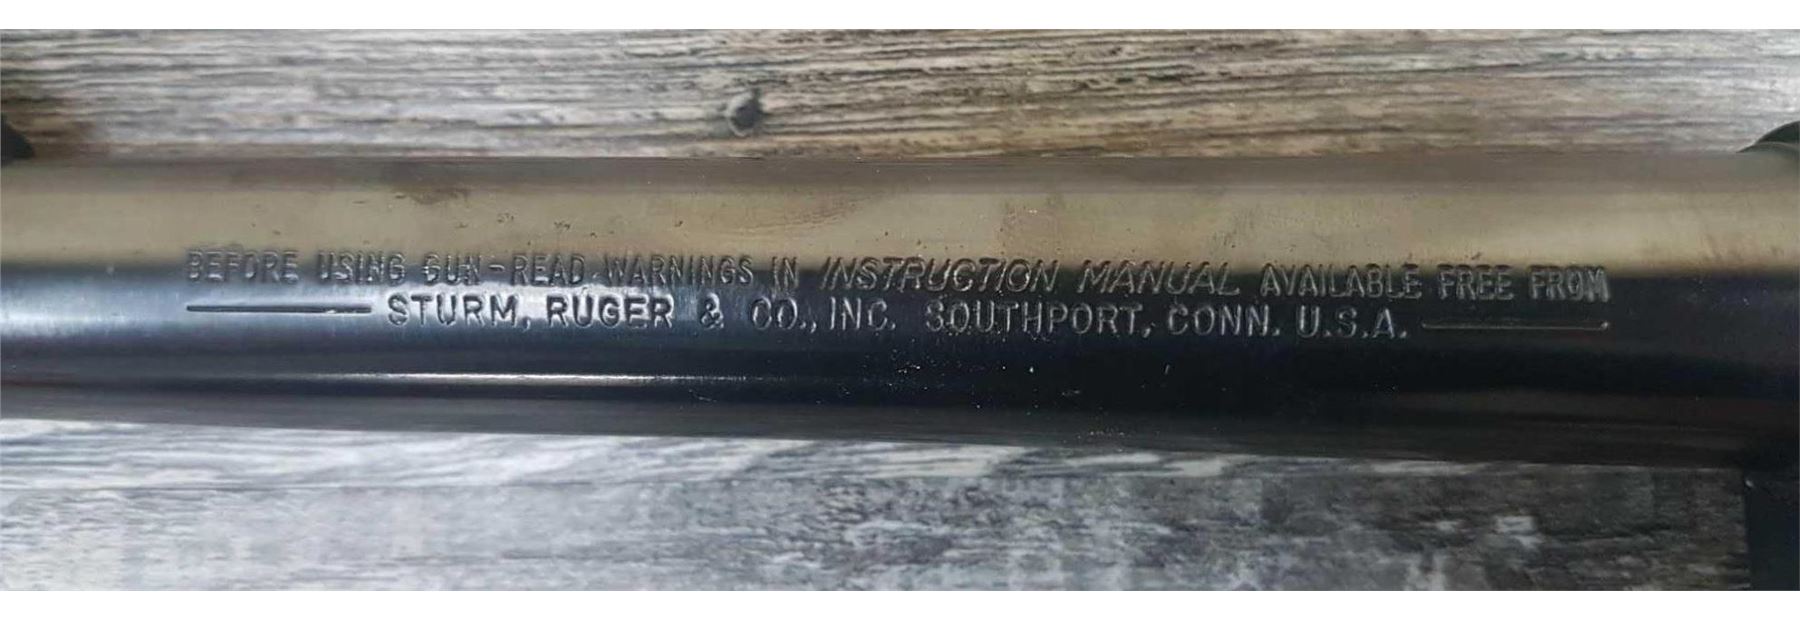 BEFORE USING GUN-READ WARNINGS IN INSTRUCTION MANUAL AVAILABLE FREE FROM
STURM, RUGER & CO., INC. SOUTHPORT, CONN. U.S.A.